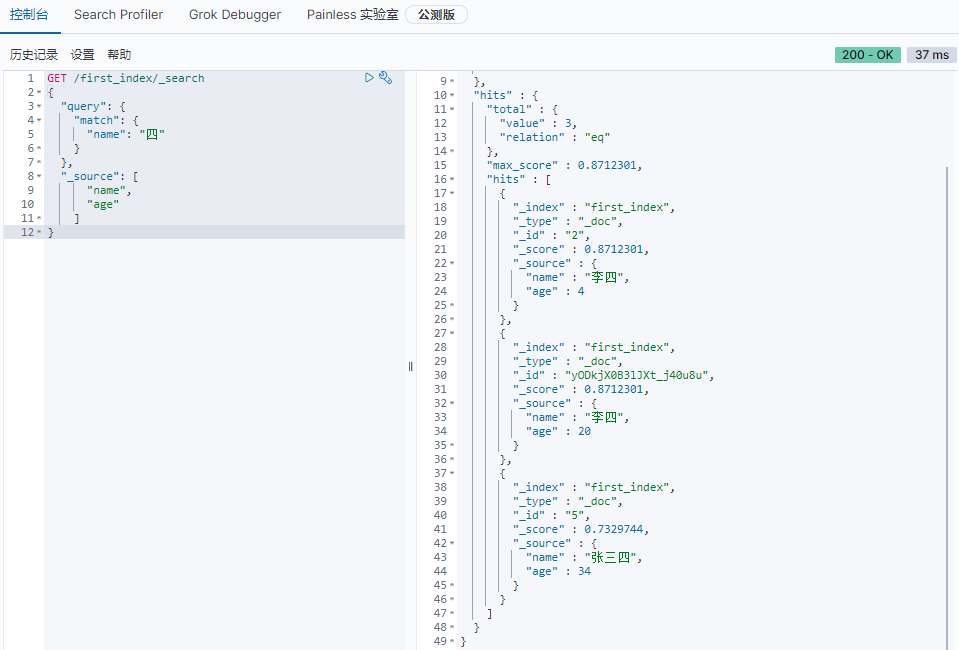 控制台 Search Profiler Grok Debugger Painless 实验室 公测版
历史记录 设置 帮助 200 - OK 37 ms
1 GET /first_index/_search
2 {
3 "query": {
4 "match": {
5 "name": "四"
6 }
7 },
8 "_source": [
9 "name",
10 "age"
11 ]
12 }
9 },
10 "hits" : {
11 "total" : {
12 "value" : 3,
13 "relation" : "eq"
14 },
15 "max_score" : 0.8712301,
16 "hits" : [
17 {
18 "_index" : "first_index",
19 "_type" : "_doc",
20 "_id" : "2",
21 "_score" : 0.8712301,
22 "_source" : {
23 "name" : "李四",
24 "age" : 4
25 }
26 },
27 {
28 "_index" : "first_index",
29 "_type" : "_doc",
30 "_id" : "yODkjX0B3lJXt_j40u8u",
31 "_score" : 0.8712301,
32 "_source" : {
33 "name" : "李四",
34 "age" : 20
35 }
36 },
37 {
38 "_index" : "first_index",
39 "_type" : "_doc",
40 "_id" : "5",
41 "_score" : 0.7329744,
42 "_source" : {
43 "name" : "张三四",
44 "age" : 34
45 }
46 }
47 ]
48 }
49 }